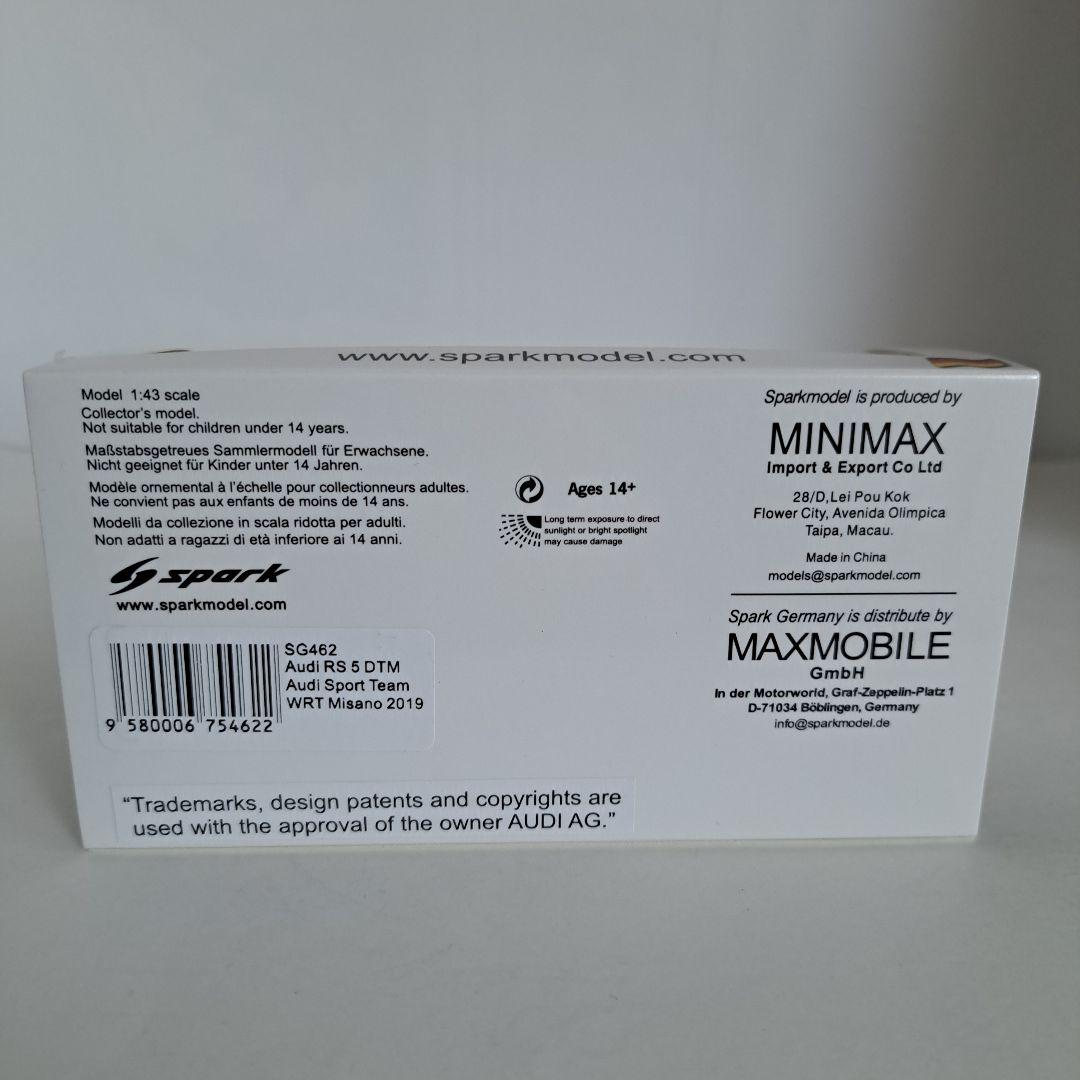 www.sparkmodel.com
Model 1:43 scale
Collector's model.
Not suitable for children under 14 years.
Maßstabsgetreues Sammlermodell für Erwachsene.
Nicht geeignet für Kinder unter 14 Jahren.
Modèle ornemental à l'échelle pour collectionneurs adultes.
Ne convient pas aux enfants de moins de 14 ans.
Modelli da collezione in scala ridotta per adulti.
Non adatti a ragazzi di età inferiore ai 14 anni.
spark
www.sparkmodel.com
SG462
Audi RS 5 DTM
Audi Sport Team
WRT Misano 2019
9 580006 754622
"Trademarks, design patents and copyrights are
used with the approval of the owner AUDI AG."
Ages 14+
Long term exposure to direct
sunlight or bright spotlight
may cause damage
Sparkmodel is produced by
MINIMAX
Import & Export Co Ltd
28/D,Lei Pou Kok
Flower City, Avenida Olimpica
Taipa, Macau.
Made in China
models@sparkmodel.com
Spark Germany is distribute by
MAXMOBILE
GmbH
In der Motorworld, Graf-Zeppelin-Platz 1
D-71034 Böblingen, Germany
info@sparkmodel.de